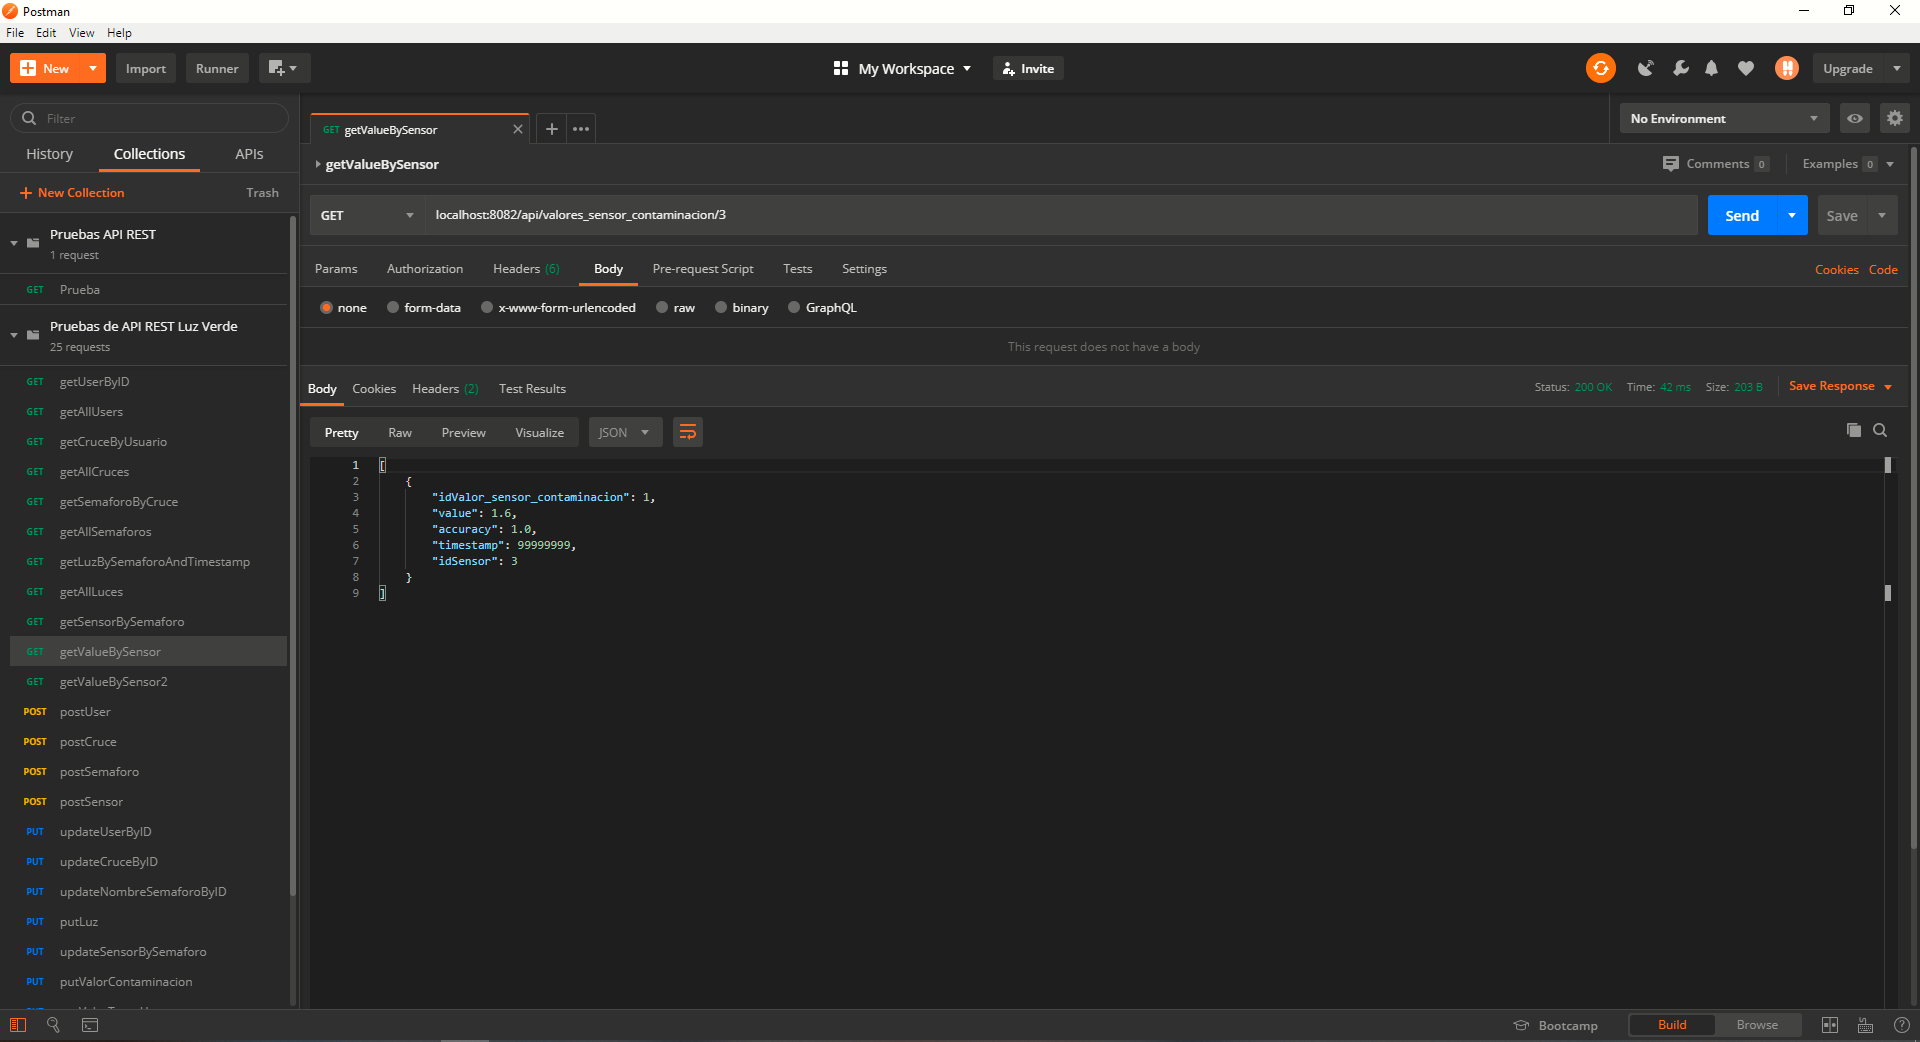 Postman
File Edit View Help
New Import Runner My Workspace Invite Upgrade
Filter
History Collections APIs
New Collection Trash
Pruebas API REST
1 request
GET Prueba
Pruebas de API REST Luz Verde
25 requests
GET getUserByID
GET getAllUsers
GET getCruceByUsuario
GET getAllCruces
GET getSemaforoByCruce
GET getAllSemaforos
GET getLuzBySemaforoAndTimestamp
GET getAllLuces
GET getSensorBySemaforo
GET getValueBySensor
GET getValueBySensor2
POST postUser
POST postCruce
POST postSemaforo
POST postSensor
PUT updateUserByID
PUT updateCruceByID
PUT updateNombreSemaforoByID
PUT putLuz
PUT updateSensorBySemaforo
PUT putValorContaminacion
GET getValueBySensor
No Environment
getValueBySensor Comments 0 Examples 0
GET localhost:8082/api/valores_sensor_contaminacion/3 Send Save
Params Authorization Headers (6) Body Pre-request Script Tests Settings Cookies Code
none form-data x-www-form-urlencoded raw binary GraphQL
This request does not have a body
Body Cookies Headers (2) Test Results Status: 200 OK Time: 42 ms Size: 203 B Save Response
Pretty Raw Preview Visualize JSON
1 [
2 {
3 "idValor_sensor_contaminacion": 1,
4 "value": 1.6,
5 "accuracy": 1.0,
6 "timestamp": 99999999,
7 "idSensor": 3
8 }
9 ]
Bootcamp Build Browse